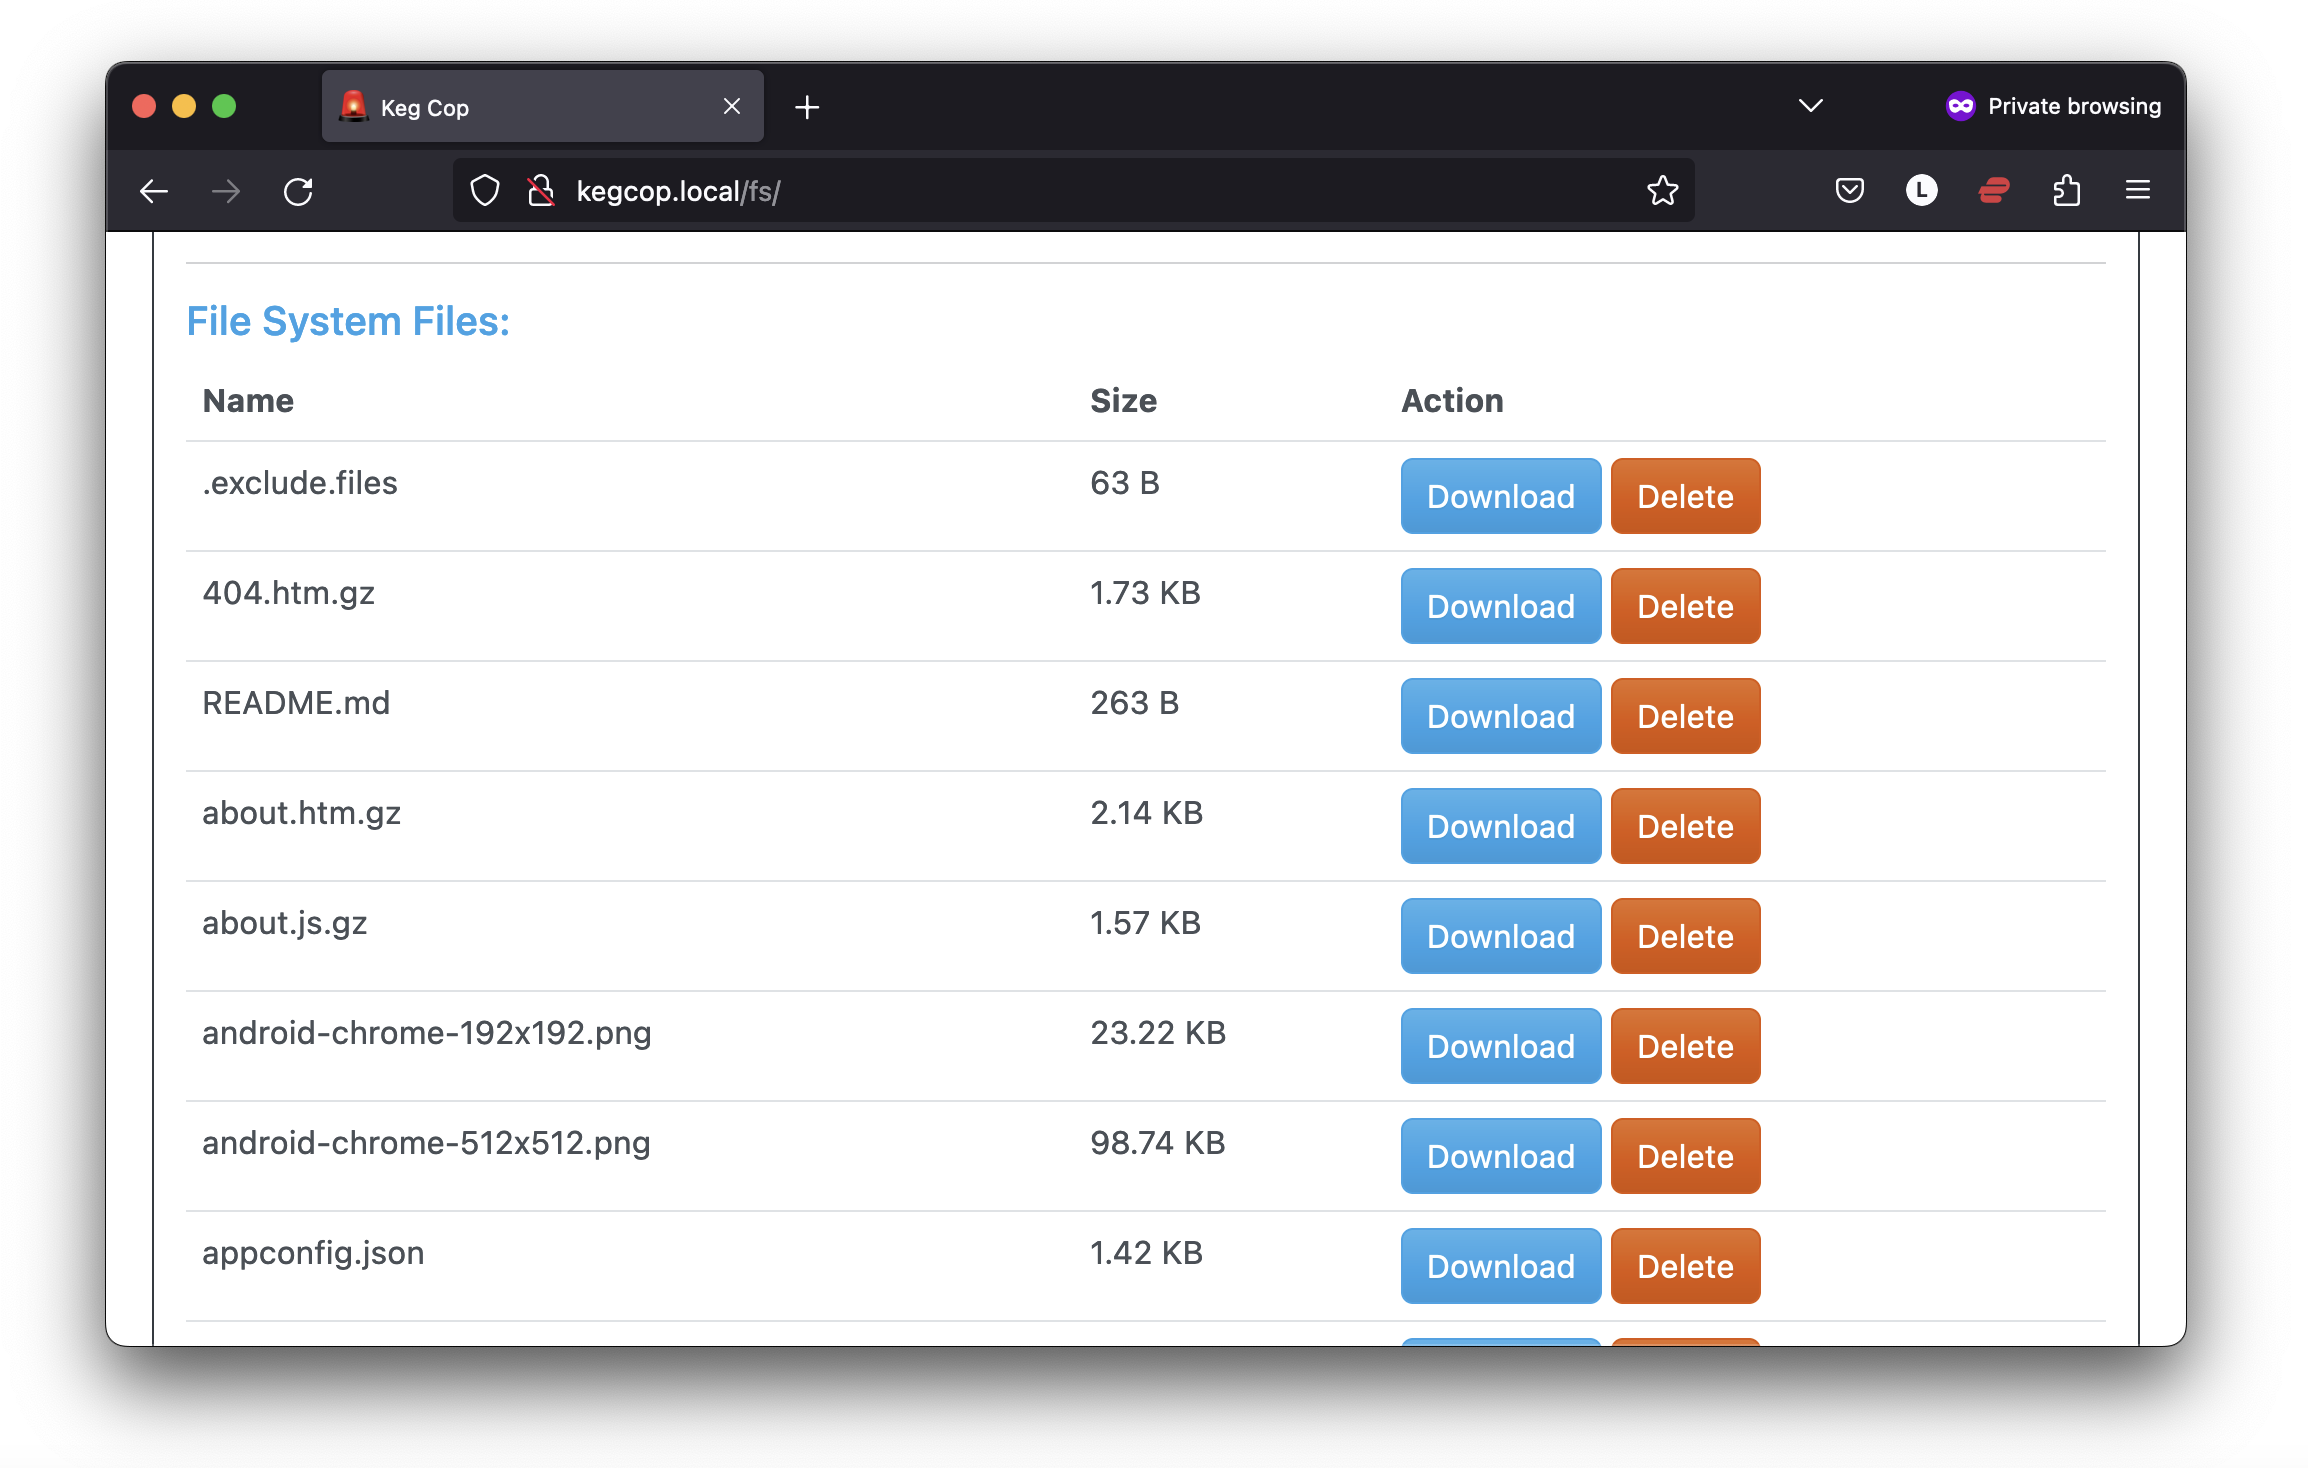 Keg Cop
Private browsing
kegcop.local/fs/
L
File System Files:
Name Size Action
.exclude.files 63 B Download Delete
404.htm.gz 1.73 KB Download Delete
README.md 263 B Download Delete
about.htm.gz 2.14 KB Download Delete
about.js.gz 1.57 KB Download Delete
android-chrome-192x192.png 23.22 KB Download Delete
android-chrome-512x512.png 98.74 KB Download Delete
appconfig.json 1.42 KB Download Delete